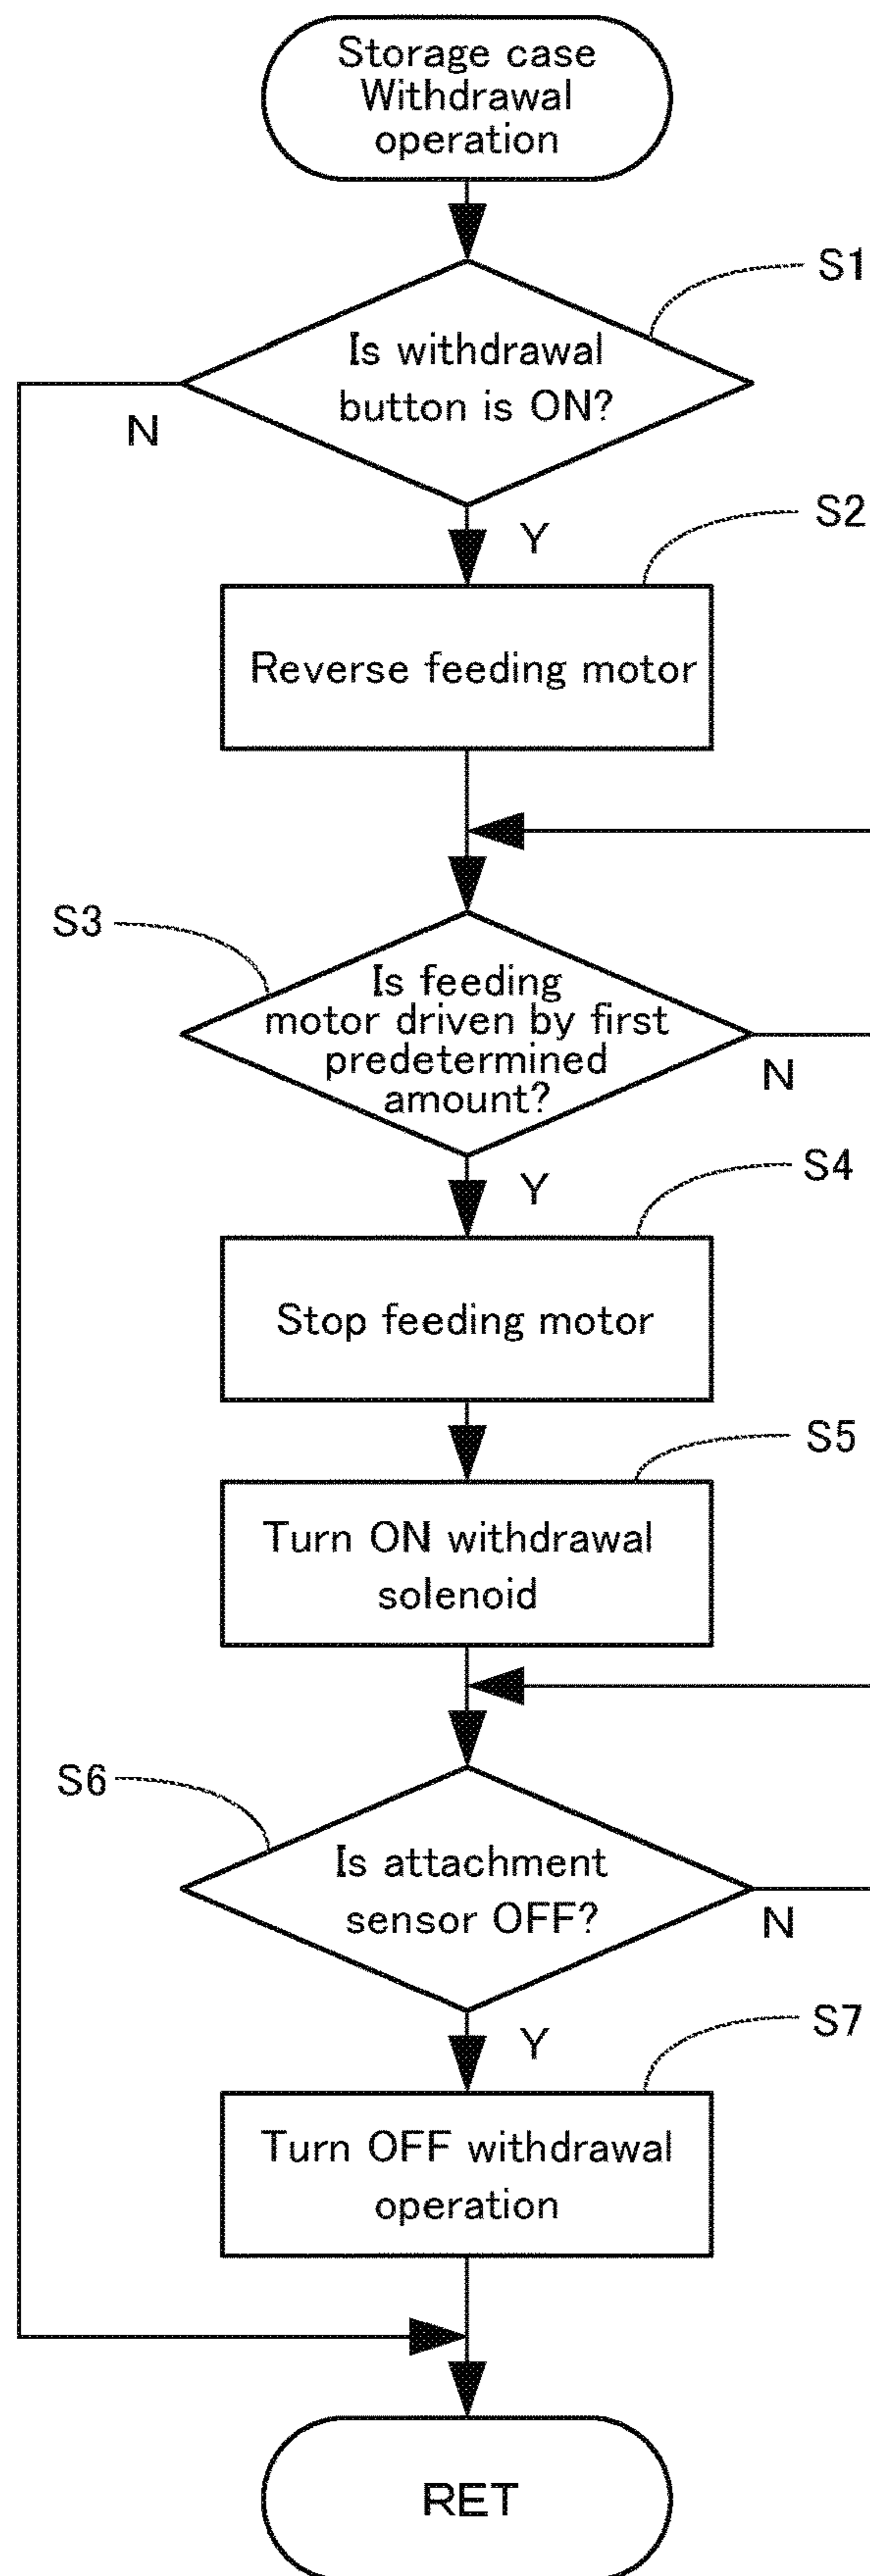 Storage case
Withdrawal
operation
S1
Is withdrawal
button is ON?
N
Y
S2
Reverse feeding motor
S3
Is feeding
motor driven by first
predetermined
amount?
N
Y
S4
Stop feeding motor
S5
Turn ON withdrawal
solenoid
S6
Is attachment
sensor OFF?
N
Y
S7
Turn OFF withdrawal
operation
RET